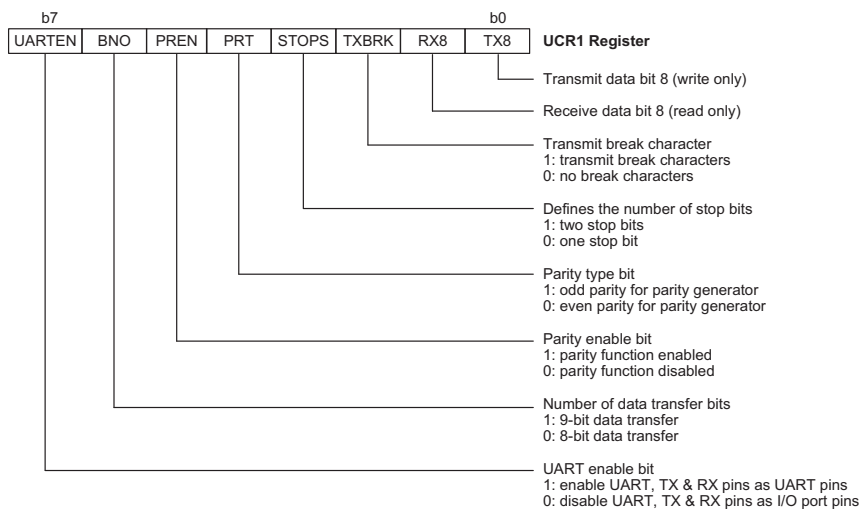 b7 b0
UARTEN BNO PREN PRT STOPS TXBRK RX8 TX8 UCR1 Register
Transmit data bit 8 (write only)
Receive data bit 8 (read only)
Transmit break character
1: transmit break characters
0: no break characters
Defines the number of stop bits
1: two stop bits
0: one stop bit
Parity type bit
1: odd parity for parity generator
0: even parity for parity generator
Parity enable bit
1: parity function enabled
0: parity function disabled
Number of data transfer bits
1: 9-bit data transfer
0: 8-bit data transfer
UART enable bit
1: enable UART, TX & RX pins as UART pins
0: disable UART, TX & RX pins as I/O port pins